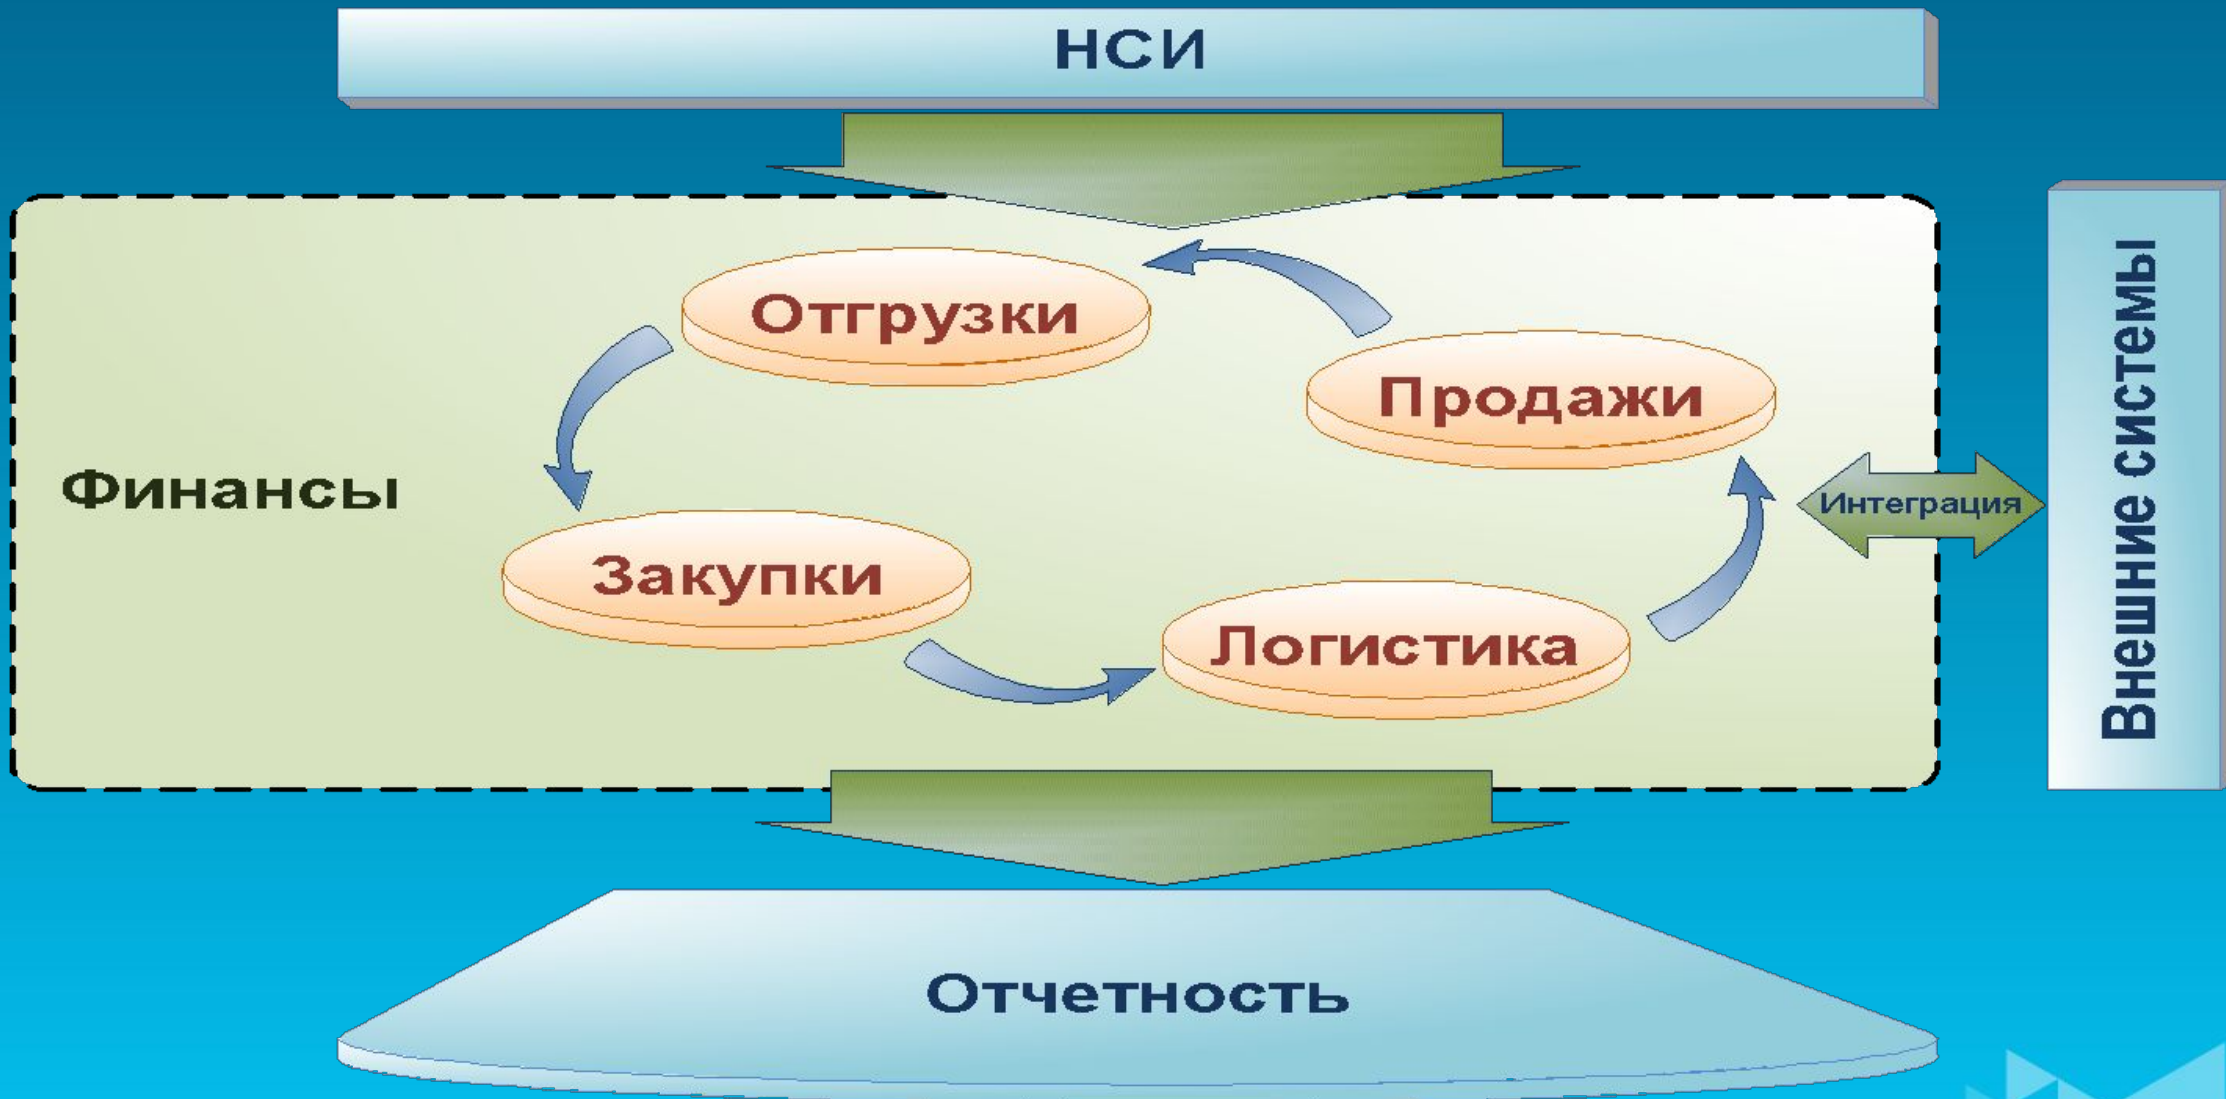 НСИ
Отгрузки
Продажи
Финансы
Интеграция
Закупки
Логистика
Внешние системы
Отчетность